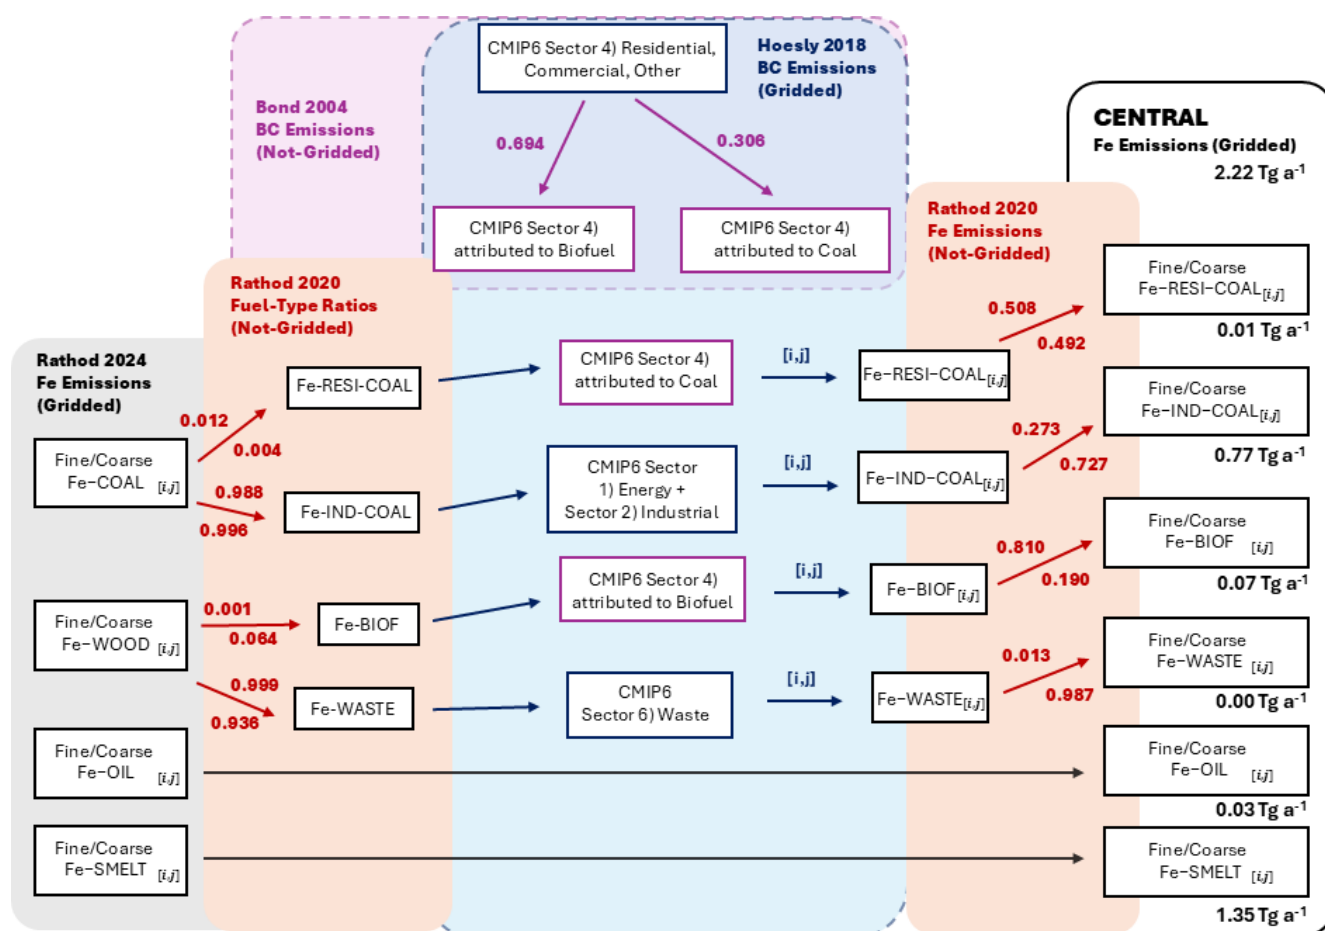 CMIP6 Sector 4) Residential,
Commercial, Other
Hoesly 2018
BC Emissions
(Gridded)
Bond 2004
BC Emissions
(Not-Gridded)
0.694
0.306
CENTRAL
Fe Emissions (Gridded)
2.22 Tg a⁻¹
CMIP6 Sector 4)
attributed to Biofuel
CMIP6 Sector 4)
attributed to Coal
Rathod 2020
Fe Emissions
(Not-Gridded)
Rathod 2020
Fuel-Type Ratios
(Not-Gridded)
Rathod 2024
Fe Emissions
(Gridded)
Fine/Coarse
Fe-COAL [i,j]
0.012
0.004
0.988
0.996
Fe-RESI-COAL
Fe-IND-COAL
CMIP6 Sector 4)
attributed to Coal
[i,j]
Fe-RESI-COAL[i,j]
0.508
0.492
Fine/Coarse
Fe-RESI-COAL[i,j]
0.01 Tg a⁻¹
CMIP6 Sector
1) Energy +
Sector 2) Industrial
[i,j]
Fe-IND-COAL[i,j]
0.273
0.727
Fine/Coarse
Fe-IND-COAL[i,j]
0.77 Tg a⁻¹
Fine/Coarse
Fe-WOOD [i,j]
0.001
0.064
0.999
0.936
Fe-BIOF
Fe-WASTE
CMIP6 Sector 4)
attributed to Biofuel
[i,j]
Fe-BIOF[i,j]
0.810
0.190
Fine/Coarse
Fe-BIOF [i,j]
0.07 Tg a⁻¹
CMIP6
Sector 6) Waste
[i,j]
Fe-WASTE[i,j]
0.013
0.987
Fine/Coarse
Fe-WASTE [i,j]
0.00 Tg a⁻¹
Fine/Coarse
Fe-OIL [i,j]
Fine/Coarse
Fe-OIL [i,j]
0.03 Tg a⁻¹
Fine/Coarse
Fe-SMELT [i,j]
Fine/Coarse
Fe-SMELT [i,j]
1.35 Tg a⁻¹